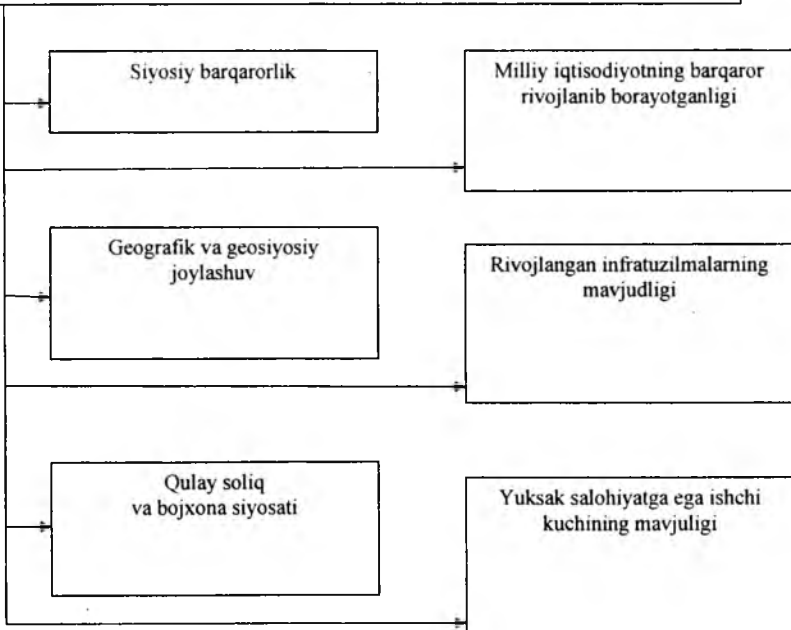 Siyosiy barqarorlik
Milliy iqtisodiyotning barqaror
rivojlanib borayotganligi
Geografik va geosiyosiy
joylashuv
Rivojlangan infratuzilmalarning
mavjudligi
Qulay soliq
va bojxona siyosati
Yuksak salohiyatga ega ishchi
kuchining mavjuligi